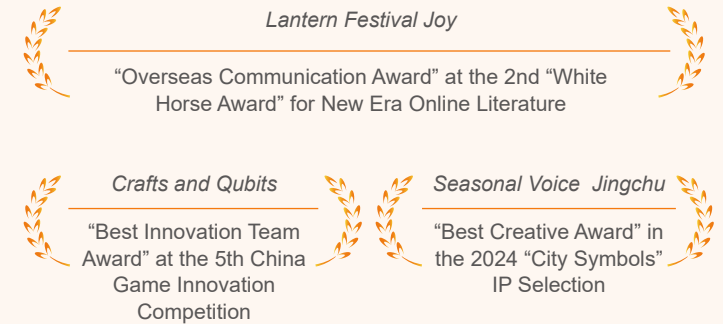 Lantern Festival Joy
“Overseas Communication Award” at the 2nd “White
Horse Award” for New Era Online Literature
Crafts and Qubits
“Best Innovation Team
Award” at the 5th China
Game Innovation
Competition
Seasonal Voice  Jingchu
“Best Creative Award” in
the 2024 “City Symbols”
IP Selection